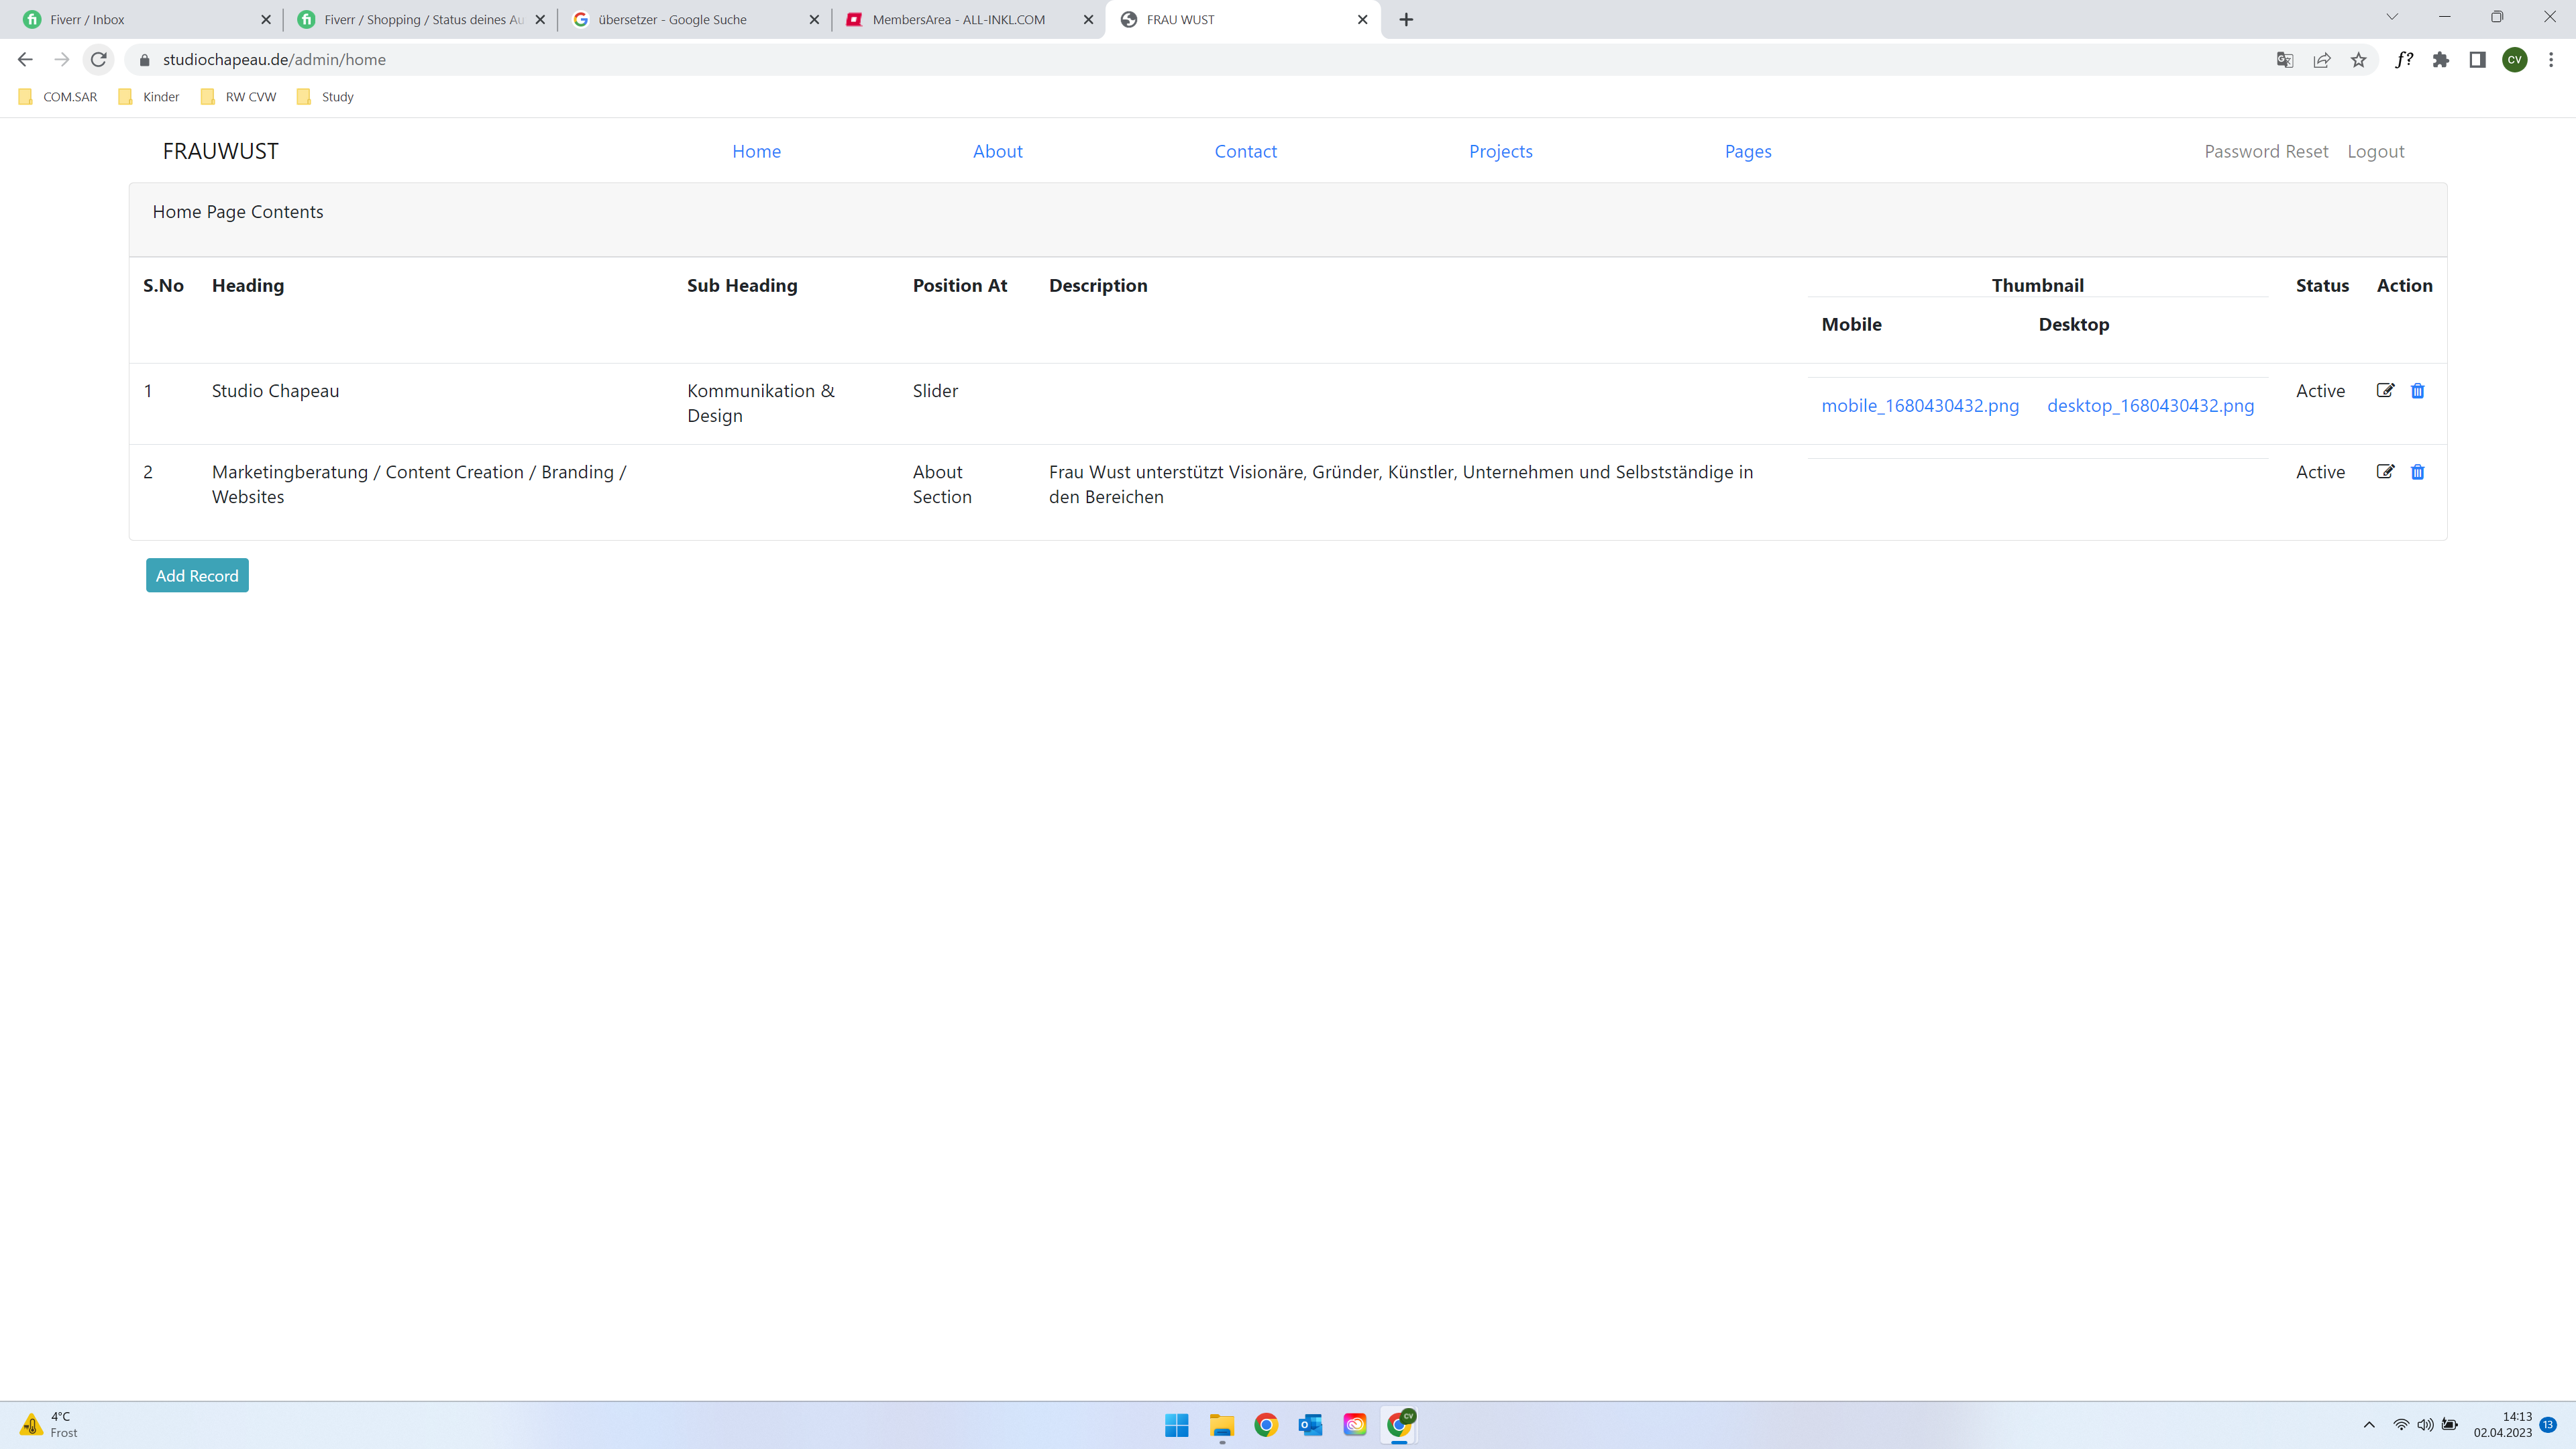 Fiverr / Inbox
Fiverr / Shopping / Status deines Au
übersetzer - Google Suche
MembersArea - ALL-INKL.COM
FRAU WUST
studiochapeau.de/admin/home
f?
CV
COM.SAR
Kinder
RW CVW
Study
FRAUWUST
Home
About
Contact
Projects
Pages
Password Reset
Logout
Home Page Contents
S.No
Heading
Sub Heading
Position At
Description
Thumbnail
Status
Action
Mobile
Desktop
1
Studio Chapeau
Kommunikation &
Design
Slider
mobile_1680430432.png
desktop_1680430432.png
Active
2
Marketingberatung / Content Creation / Branding /
Websites
About
Section
Frau Wust unterstützt Visionäre, Gründer, Künstler, Unternehmen und Selbstständige in
den Bereichen
Active
Add Record
4°C
Frost
CV
14:13
02.04.2023
13